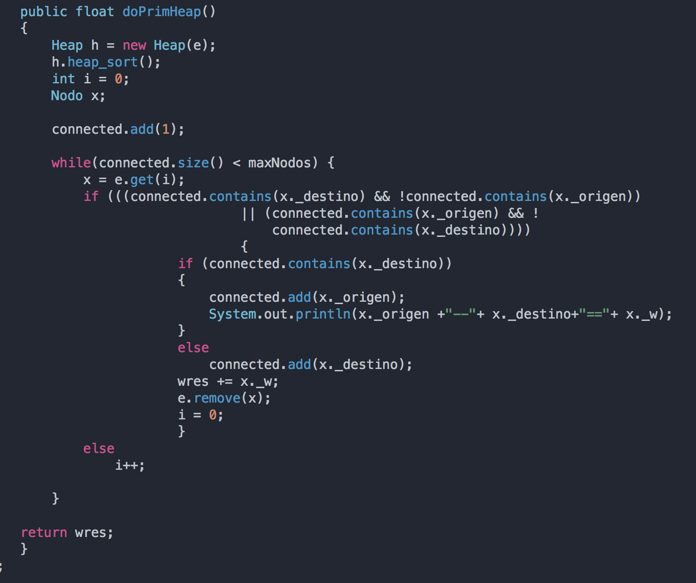 public float doPrimHeap()
{
Heap h = new Heap(e);
h.heap_sort();
int i = 0;
Nodo x;
connected.add(1);
while(connected.size() < maxNodos) {
x = e.get(i);
if (((connected.contains(x._destino) && !connected.contains(x._origen))
|| (connected.contains(x._origen) && !
connected.contains(x._destino))))
{
if (connected.contains(x._destino))
{
connected.add(x._origen);
System.out.println(x._origen +"--"+ x._destino+"=="+ x._w);
}
else
connected.add(x._destino);
wres += x._w;
e.remove(x);
i = 0;
}
else
i++;
}
return wres;
}
;